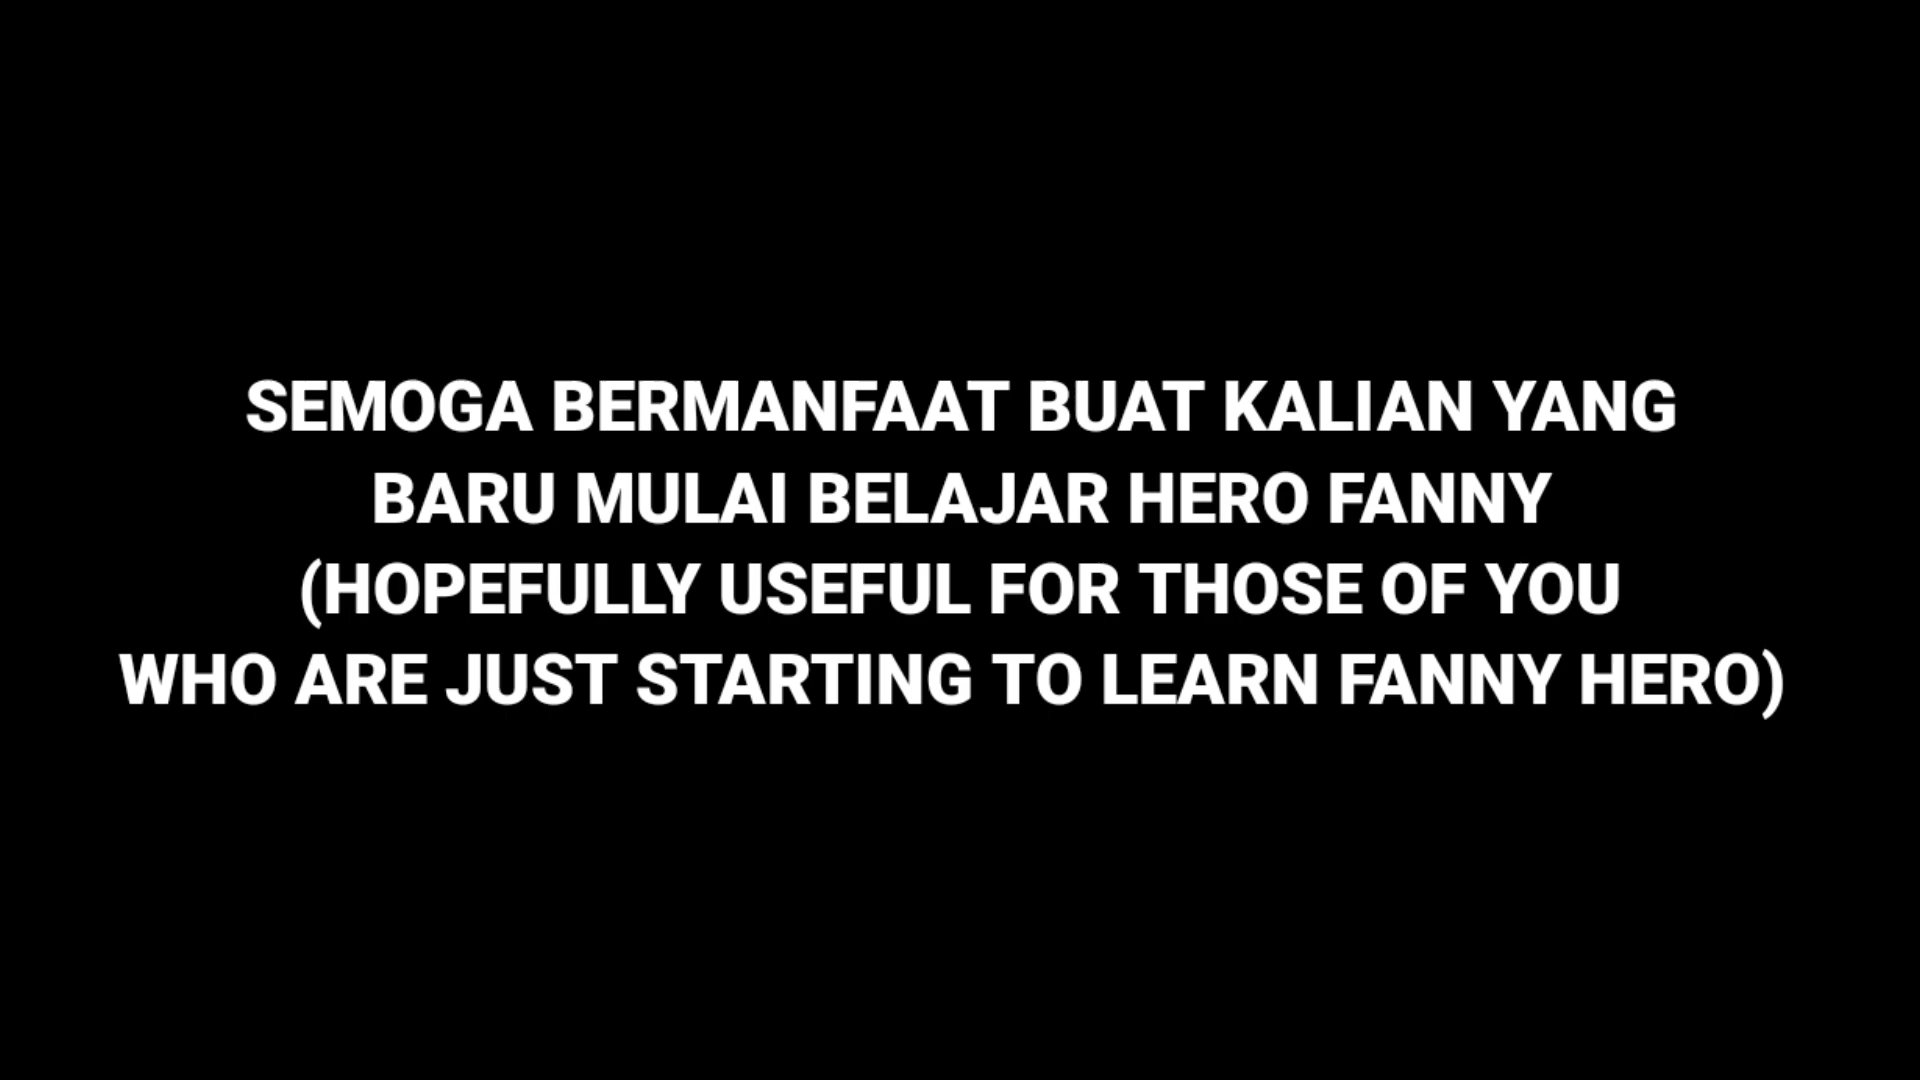 SEMOGA BERMANFAAT BUAT KALIAN YANG
BARU MULAI BELAJAR HERO FANNY
(HOPEFULLY USEFUL FOR THOSE OF YOU
WHO ARE JUST STARTING TO LEARN FANNY HERO)